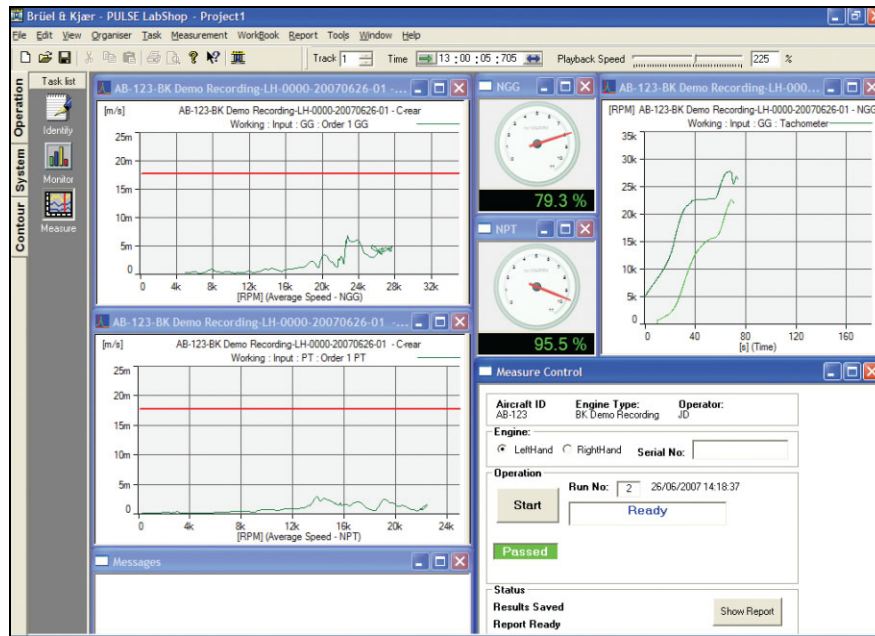 Brüel & Kjær - PULSE LabShop - Project1
File Edit View Organiser Task Measurement WorkBook Report Tools Window Help
Track 1 Time 13 :00 :05 :705 Playback Speed 225 %
Operation
System
Contour
Task list
Identify
Monitor
Measure
AB-123-BK Demo Recording-LH-0000-20070626-01 -...
[m/s] AB-123-BK Demo Recording-LH-0000-20070626-01 - C-rear
Working : Input : GG : Order 1 GG
25m
20m
15m
10m
5m
0
0 4k 8k 12k 16k 20k 24k 28k 32k
[RPM] (Average Speed - NGG)
AB-123-BK Demo Recording-LH-0000-20070626-01 -...
[m/s] AB-123-BK Demo Recording-LH-0000-20070626-01 - C-rear
Working : Input : PT : Order 1 PT
25m
20m
15m
10m
5m
0
0 4k 8k 12k 16k 20k 24k
[RPM] (Average Speed - NPT)
Messages
NGG
79.3 %
NPT
95.5 %
AB-123-BK Demo Recording-LH-000...
[RPM] AB-123-BK Demo Recording-LH-0000-20070626-01 - NGG
Working : Input : GG : Tachometer
35k
30k
25k
20k
15k
10k
5k
0
0 40 80 120 160
[s] (Time)
Measure Control
Aircraft ID Engine Type: Operator:
AB-123 BK Demo Recording JD
Engine:
LeftHand RightHand Serial No:
Operation
Run No: 2 26/06/2007 14:18:37
Start
Ready
Passed
Status
Results Saved
Report Ready
Show Report